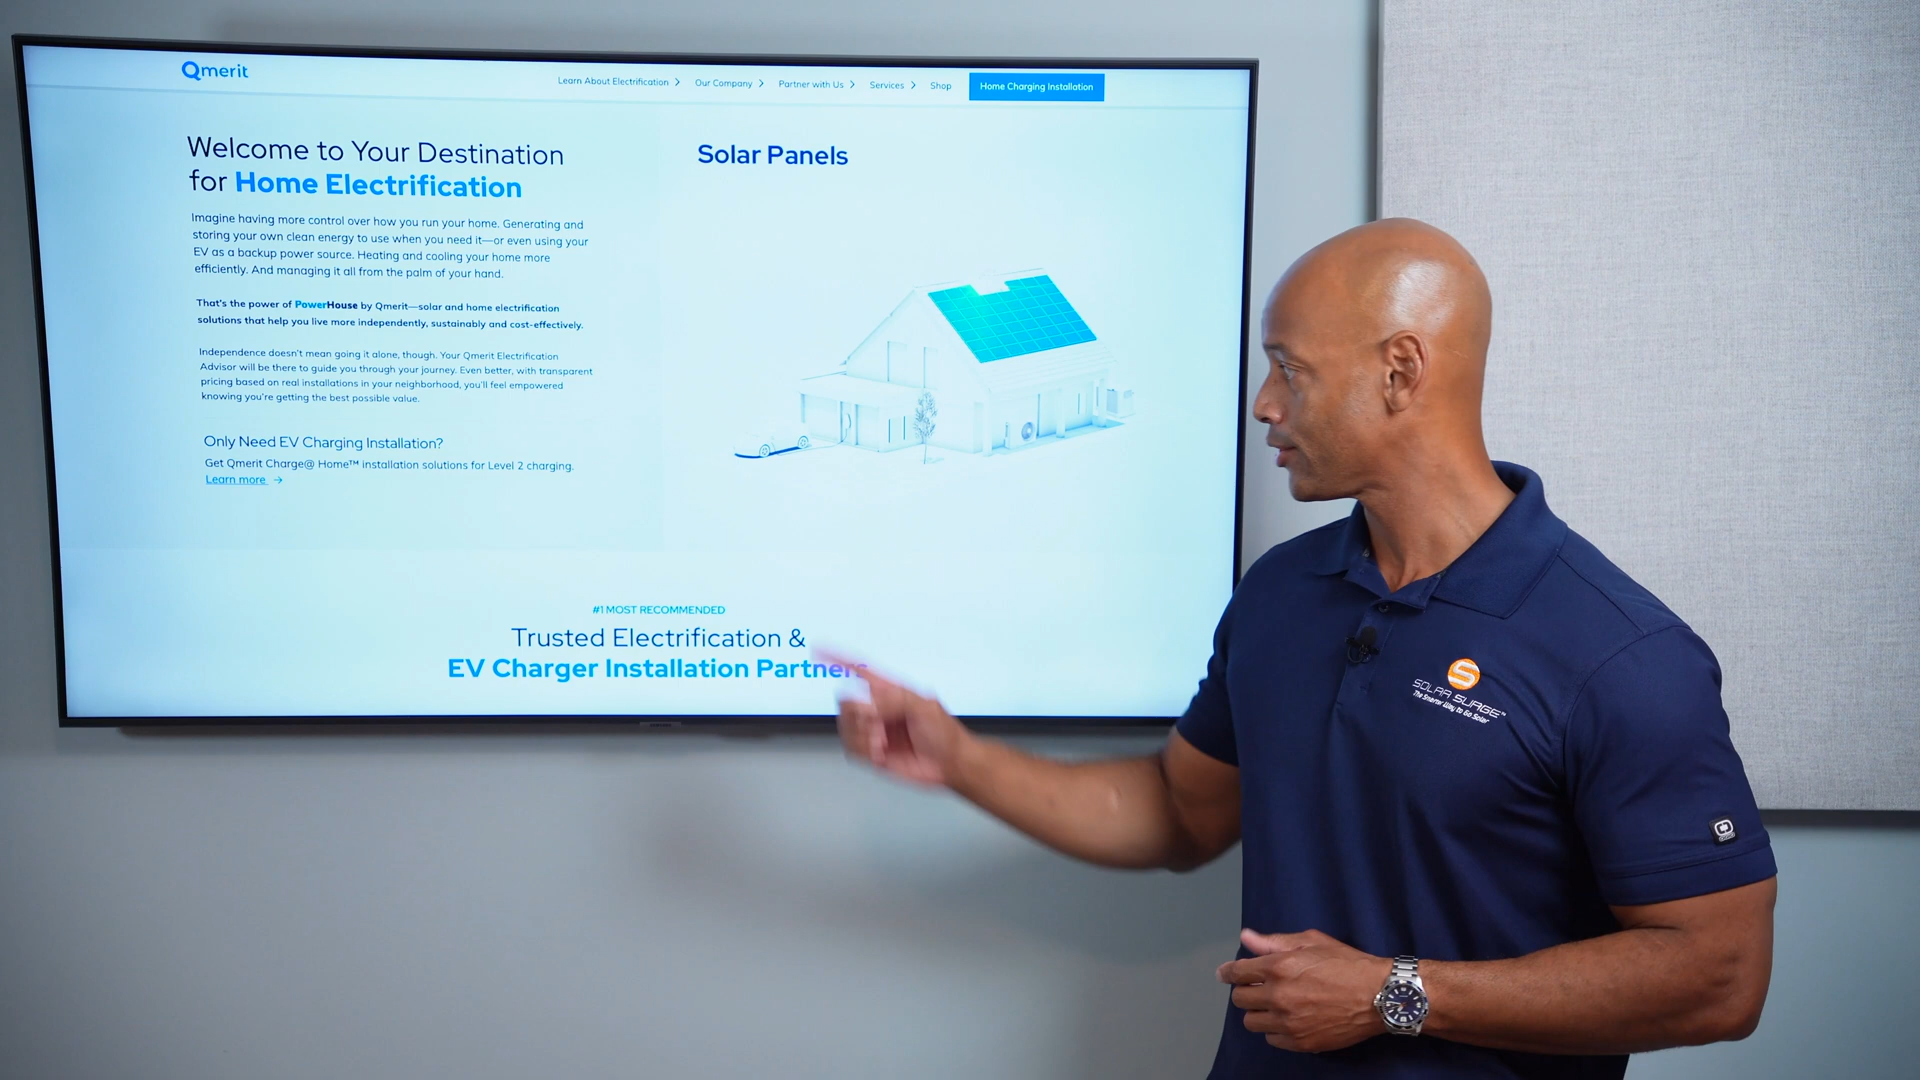 Qmerit
Learn About Electrification
Our Company
Partner with Us
Services
Shop
Home Charging Installation
Welcome to Your Destination
for Home Electrification
Imagine having more control over how you run your home. Generating and
storing your own clean energy to use when you need it—or even using your
EV as a backup power source. Heating and cooling your home more
efficiently. And managing it all from the palm of your hand.
That's the power of PowerHouse by Qmerit—solar and home electrification
solutions that help you live more independently, sustainably and cost-effectively.
Independence doesn't mean going it alone, though. Your Qmerit Electrification
Advisor will be there to guide you through your journey. Even better, with transparent
pricing based on real installations in your neighborhood, you'll feel empowered
knowing you're getting the best possible value.
Only Need EV Charging Installation?
Get Qmerit Charge@ Home™ installation solutions for Level 2 charging.
Learn more →
Solar Panels
#1 MOST RECOMMENDED
Trusted Electrification &
EV Charger Installation Partners
SOLAR SURGE™
The Smarter Way to Go Solar